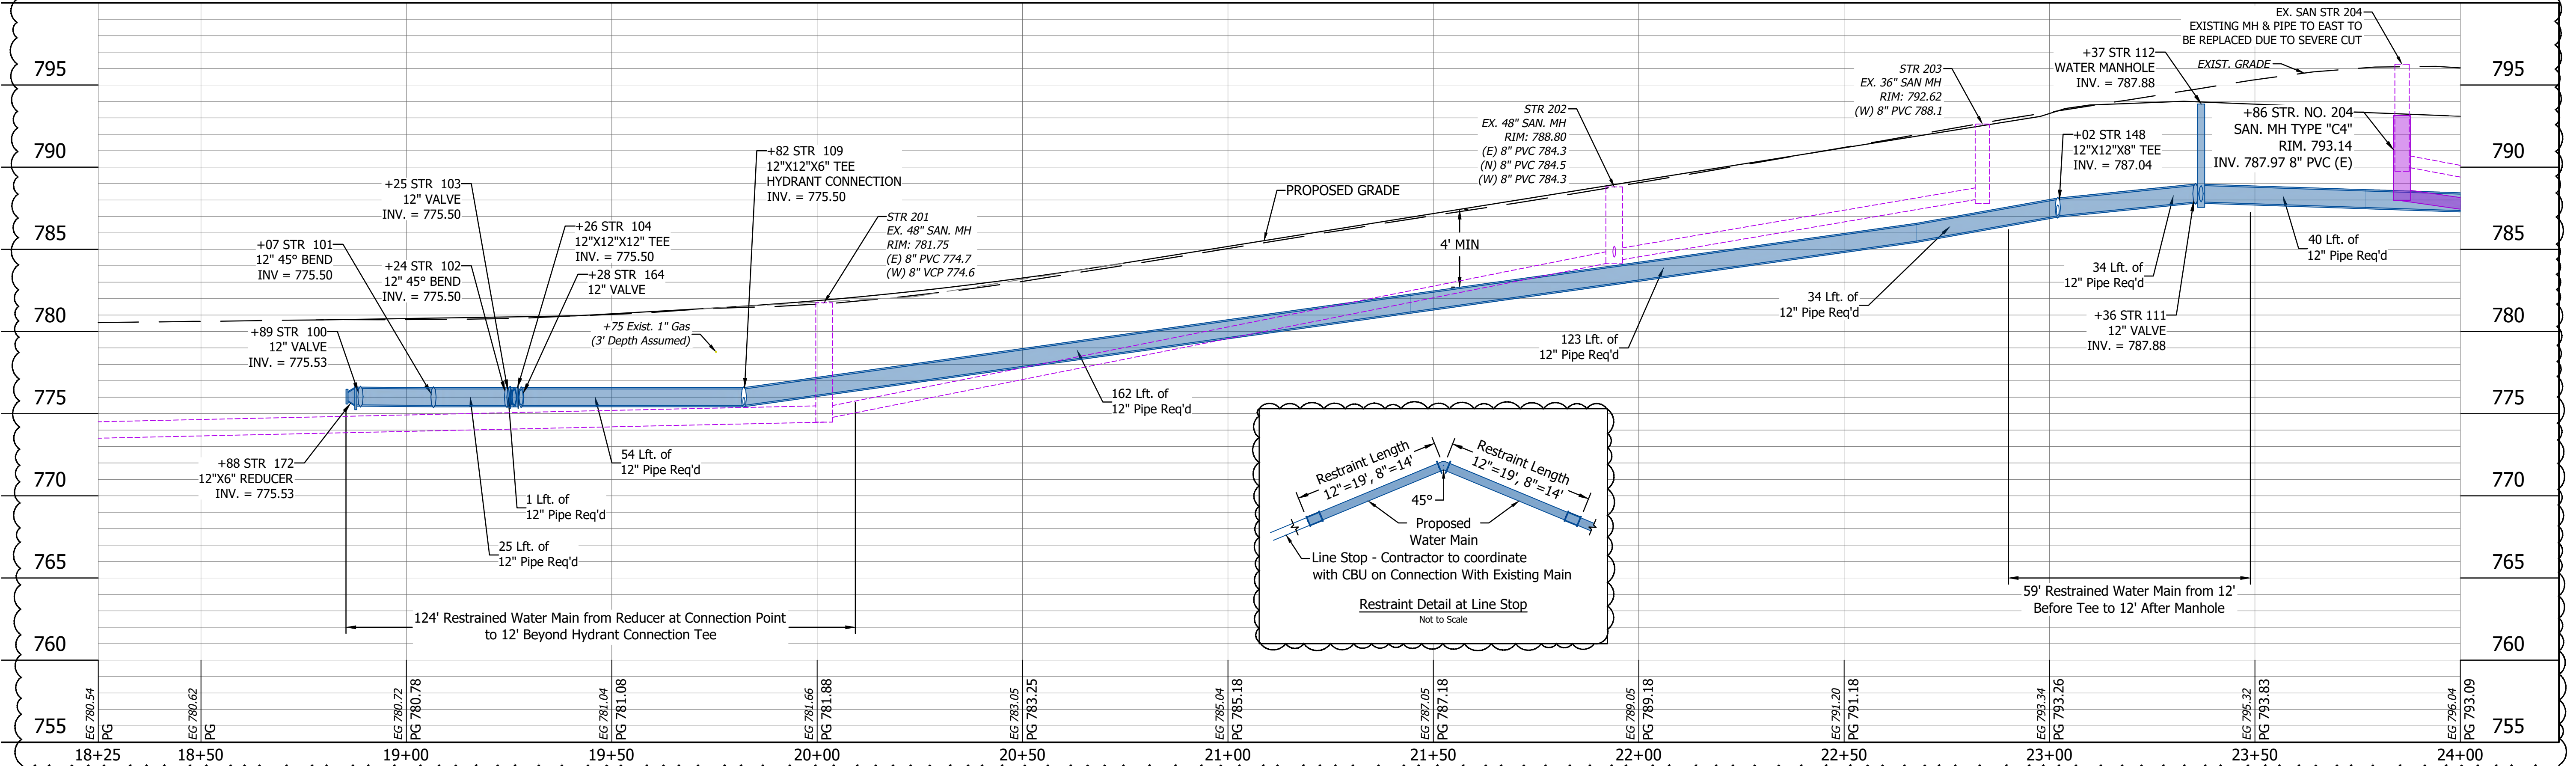 795
790
785
780
775
770
765
760
755
795
790
785
780
775
770
765
760
755
+89 STR 100
12" VALVE
INV. = 775.53
+07 STR 101
12" 45° BEND
INV = 775.50
+25 STR 103
12" VALVE
INV. = 775.50
+24 STR 102
12" 45° BEND
INV. = 775.50
+26 STR 104
12"X12"X12" TEE
INV. = 775.50
+28 STR 164
12" VALVE
+75 Exist. 1" Gas
(3' Depth Assumed)
+82 STR 109
12"X12"X6" TEE
HYDRANT CONNECTION
INV. = 775.50
STR 201
EX. 48" SAN. MH
RIM: 781.75
(E) 8" PVC 774.7
(W) 8" VCP 774.6
PROPOSED GRADE
4' MIN
STR 202
EX. 48" SAN. MH
RIM: 788.80
(E) 8" PVC 784.3
(N) 8" PVC 784.5
(W) 8" PVC 784.3
STR 203
EX. 36" SAN MH
RIM: 792.62
(W) 8" PVC 788.1
+37 STR 112
WATER MANHOLE
INV. = 787.88
EX. SAN STR 204
EXISTING MH & PIPE TO EAST TO
BE REPLACED DUE TO SEVERE CUT
EXIST. GRADE
+02 STR 148
12"X12"X8" TEE
INV. = 787.04
+86 STR. NO. 204
SAN. MH TYPE "C4"
RIM. 793.14
INV. 787.97 8" PVC (E)
40 Lft. of
12" Pipe Req'd
34 Lft. of
12" Pipe Req'd
+36 STR 111
12" VALVE
INV. = 787.88
34 Lft. of
12" Pipe Req'd
123 Lft. of
12" Pipe Req'd
162 Lft. of
12" Pipe Req'd
54 Lft. of
12" Pipe Req'd
1 Lft. of
12" Pipe Req'd
25 Lft. of
12" Pipe Req'd
+88 STR 172
12"X6" REDUCER
INV. = 775.53
124' Restrained Water Main from Reducer at Connection Point
to 12' Beyond Hydrant Connection Tee
Restraint Length
12"=19', 8"=14'
Restraint Length
12"=19', 8"=14'
45°
Proposed
Water Main
Line Stop - Contractor to coordinate
with CBU on Connection With Existing Main
Restraint Detail at Line Stop
Not to Scale
59' Restrained Water Main from 12'
Before Tee to 12' After Manhole
EG 780.54
PG
EG 780.62
PG
EG 780.72
PG 780.78
EG 781.04
PG 781.08
EG 781.66
PG 781.88
EG 783.05
PG 783.25
EG 785.04
PG 785.18
EG 787.05
PG 787.18
EG 789.05
PG 789.18
EG 791.20
PG 791.18
EG 793.34
PG 793.26
EG 795.32
PG 793.83
EG 796.04
PG 793.09
18+25
18+50
19+00
19+50
20+00
20+50
21+00
21+50
22+00
22+50
23+00
23+50
24+00